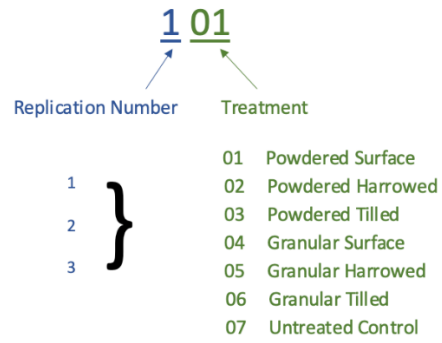 1 01
Replication Number
Treatment
1
2
3
01 Powdered Surface
02 Powdered Harrowed
03 Powdered Tilled
04 Granular Surface
05 Granular Harrowed
06 Granular Tilled
07 Untreated Control